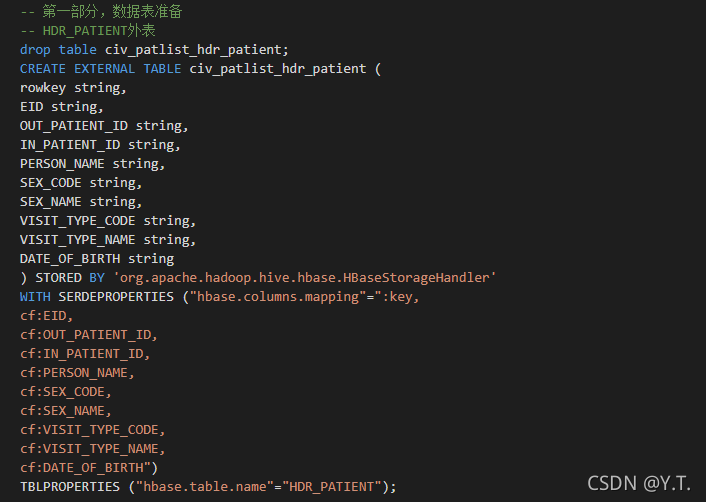 -- 第一部分，数据表准备
-- HDR_PATIENT外表
drop table civ_patlist_hdr_patient;
CREATE EXTERNAL TABLE civ_patlist_hdr_patient (
rowkey string,
EID string,
OUT_PATIENT_ID string,
IN_PATIENT_ID string,
PERSON_NAME string,
SEX_CODE string,
SEX_NAME string,
VISIT_TYPE_CODE string,
VISIT_TYPE_NAME string,
DATE_OF_BIRTH string
) STORED BY 'org.apache.hadoop.hive.hbase.HBaseStorageHandler'
WITH SERDEPROPERTIES ("hbase.columns.mapping"=":key,
cf:EID,
cf:OUT_PATIENT_ID,
cf:IN_PATIENT_ID,
cf:PERSON_NAME,
cf:SEX_CODE,
cf:SEX_NAME,
cf:VISIT_TYPE_CODE,
cf:VISIT_TYPE_NAME,
cf:DATE_OF_BIRTH")
TBLPROPERTIES ("hbase.table.name"="HDR_PATIENT");
CSDN @Y.T.